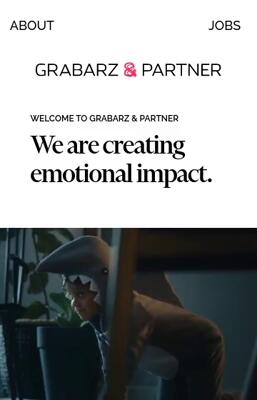 ABOUT JOBS
GRABARZ & PARTNER
WELCOME TO GRABARZ & PARTNER
We are creating
emotional impact.